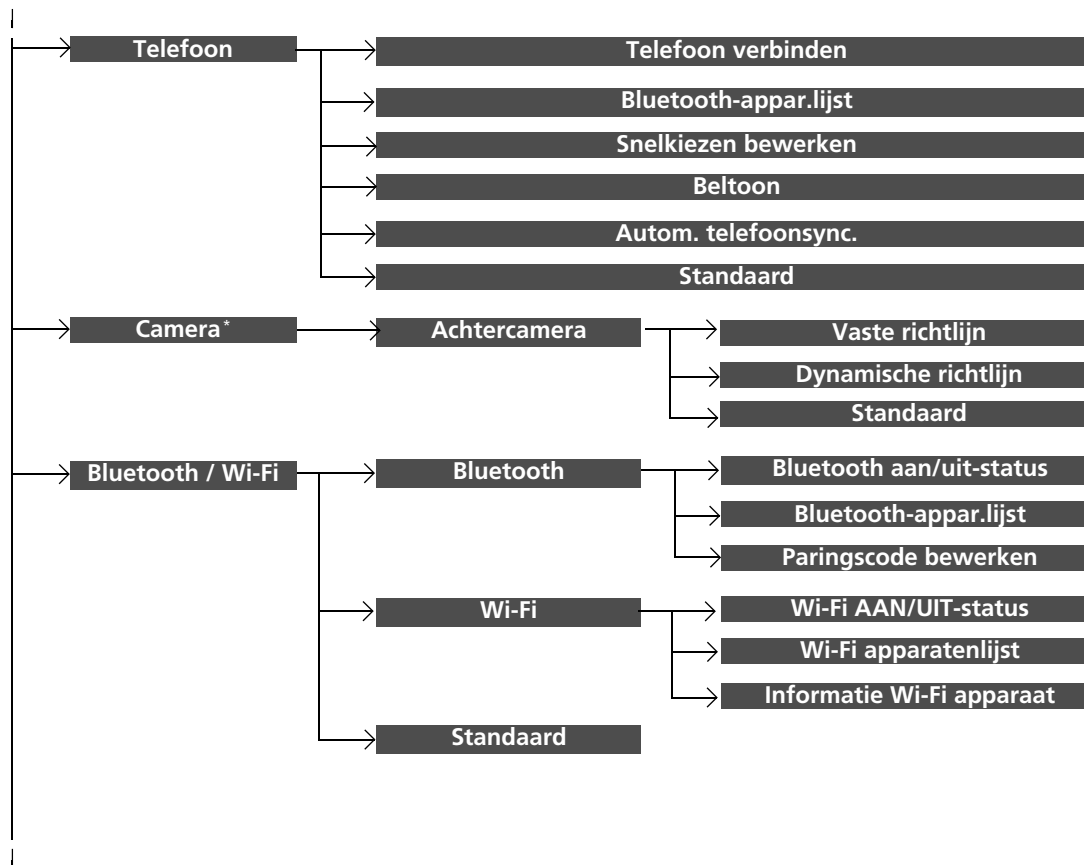 Telefoon
Telefoon verbinden
Bluetooth-appar.lijst
Snelkiezen bewerken
Beltoon
Autom. telefoonsync.
Standaard
Camera*
Achtercamera
Vaste richtlijn
Dynamische richtlijn
Standaard
Bluetooth / Wi-Fi
Bluetooth
Bluetooth aan/uit-status
Bluetooth-appar.lijst
Paringscode bewerken
Wi-Fi
Wi-Fi AAN/UIT-status
Wi-Fi apparatenlijst
Informatie Wi-Fi apparaat
Standaard